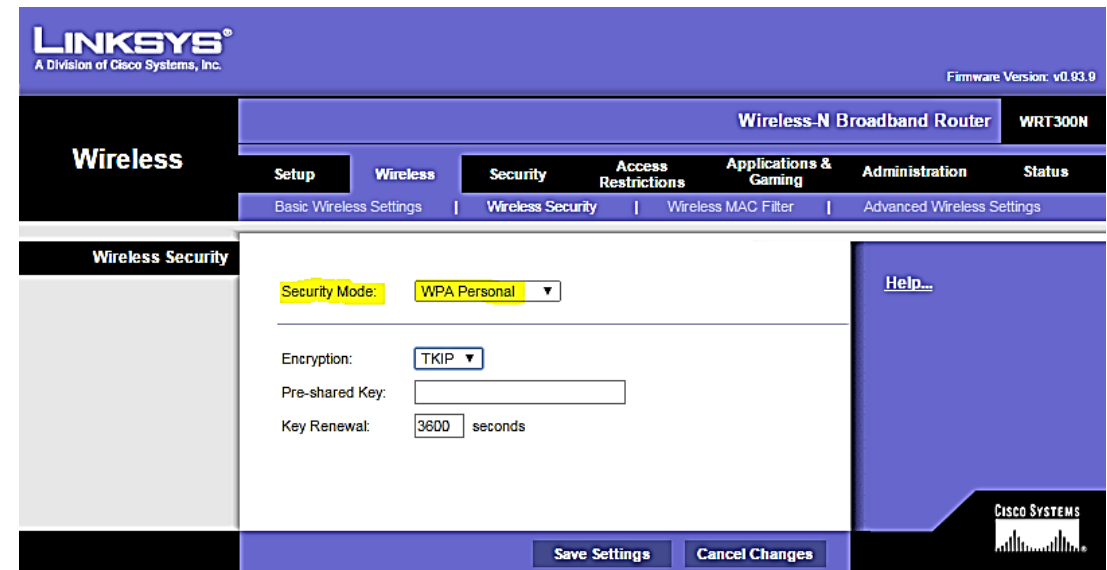 LINKSYS®
A Division of Cisco Systems, Inc.
Firmware Version: v0.93.9
Wireless-N Broadband Router WRT300N
Wireless
Setup Wireless Security Access Restrictions Applications & Gaming Administration Status
Basic Wireless Settings | Wireless Security | Wireless MAC Filter | Advanced Wireless Settings
Wireless Security
Help...
Security Mode: WPA Personal
Encryption: TKIP
Pre-shared Key:
Key Renewal: 3600 seconds
CISCO SYSTEMS
Save Settings Cancel Changes